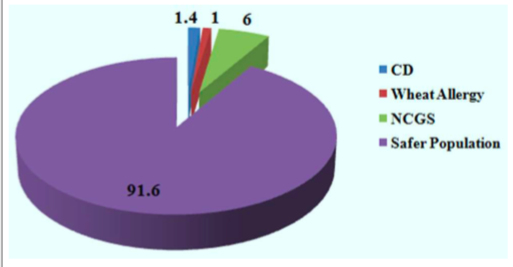 1.4 1 6
CD
Wheat Allergy
NCGS
Safer Population
91.6